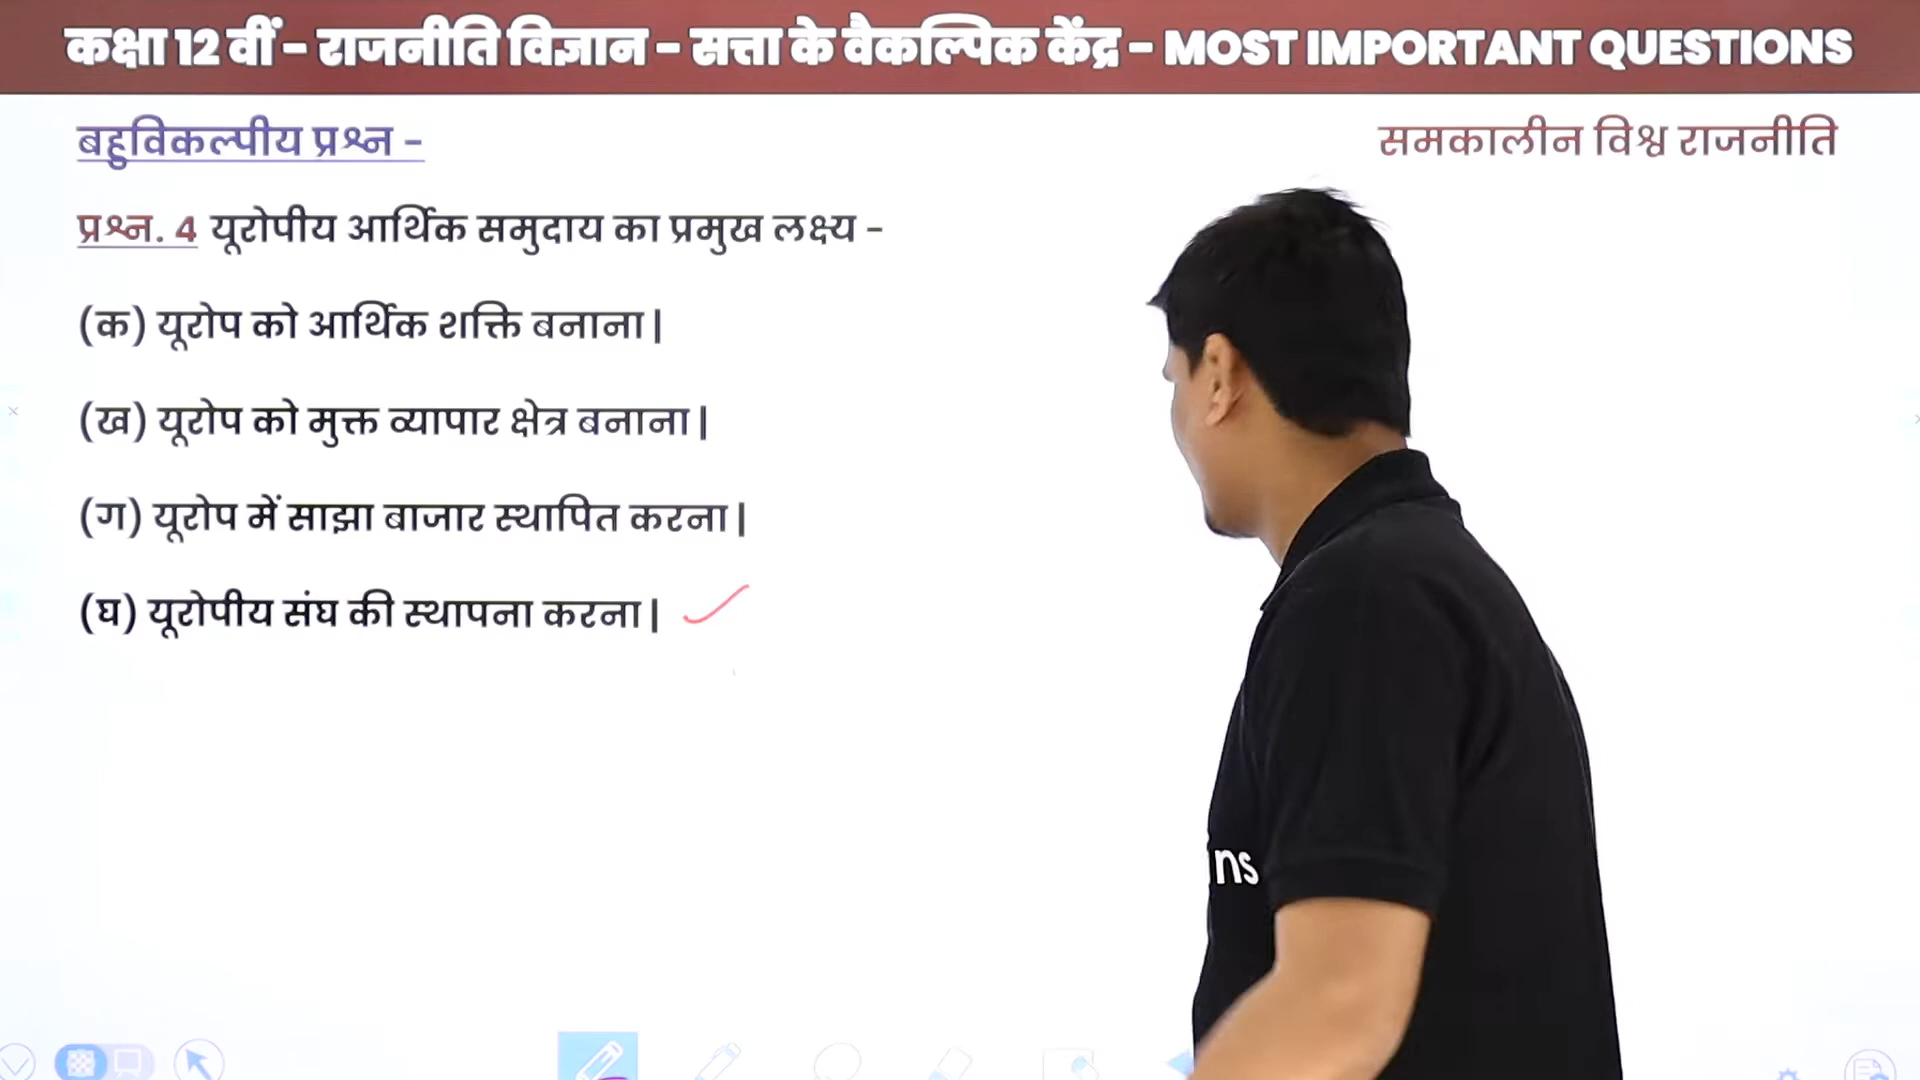 कक्षा 12 वीं - राजनीति विज्ञान - सत्ता के वैकल्पिक केंद्र - MOST IMPORTANT QUESTIONS
बहुविकल्पीय प्रश्न -
समकालीन विश्व राजनीति
प्रश्न. 4 यूरोपीय आर्थिक समुदाय का प्रमुख लक्ष्य -
(क) यूरोप को आर्थिक शक्ति बनाना|
(ख) यूरोप को मुक्त व्यापार क्षेत्र बनाना|
(ग) यूरोप में साझा बाजार स्थापित करना|
(घ) यूरोपीय संघ की स्थापना करना|
ns